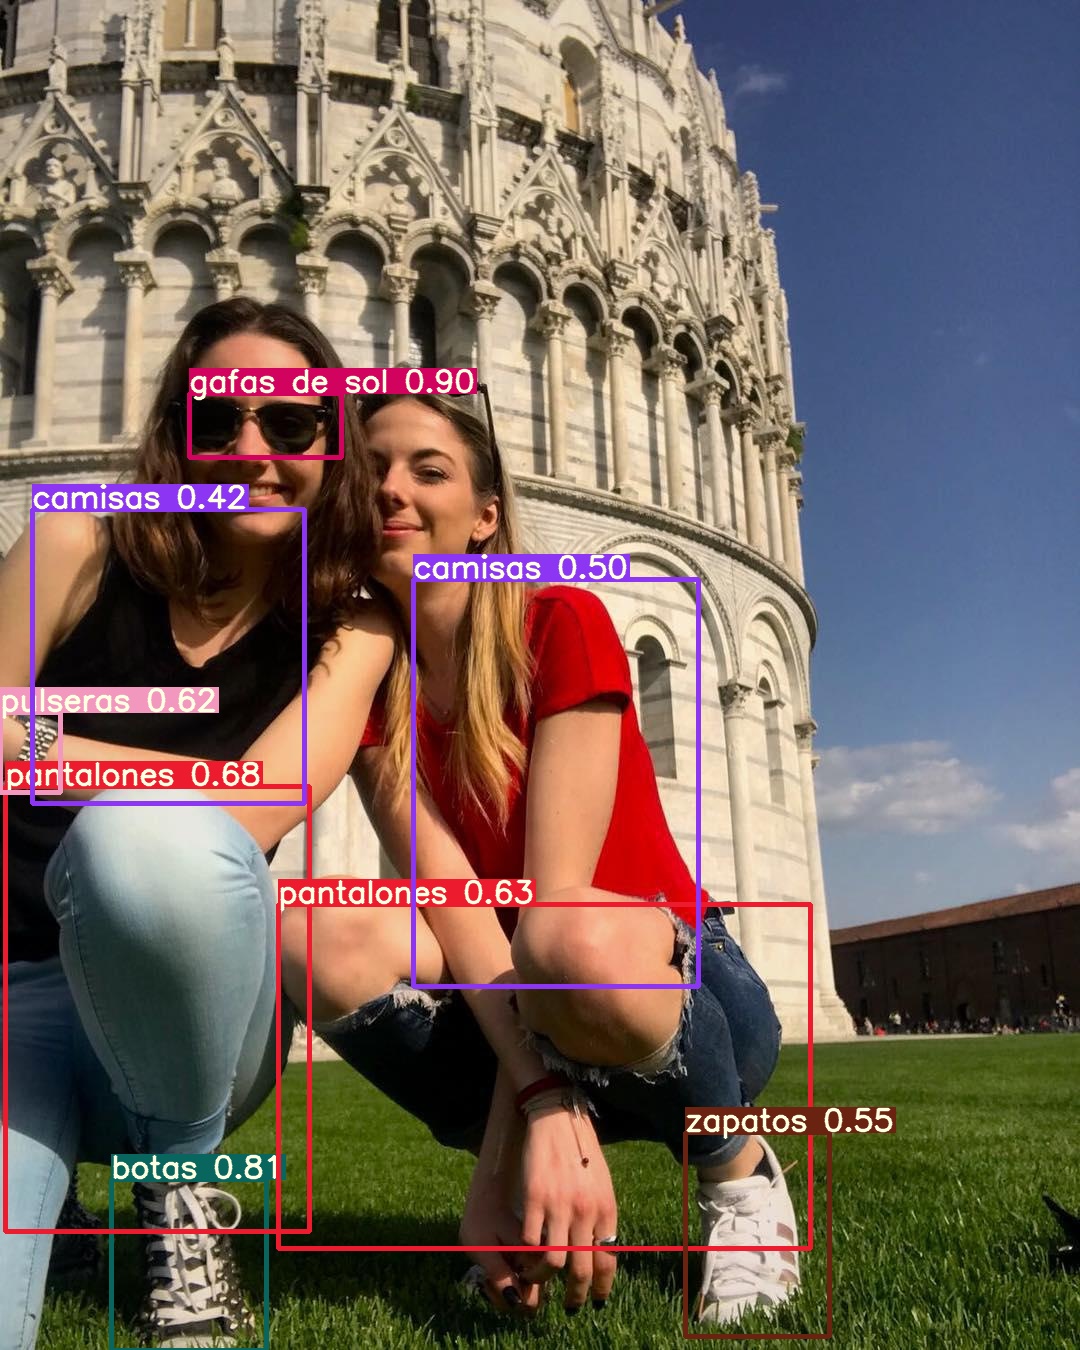 gafas de sol 0.90
camisas 0.42
camisas 0.50
pulseras 0.62
pantalones 0.68
pantalones 0.63
zapatos 0.55
botas 0.81